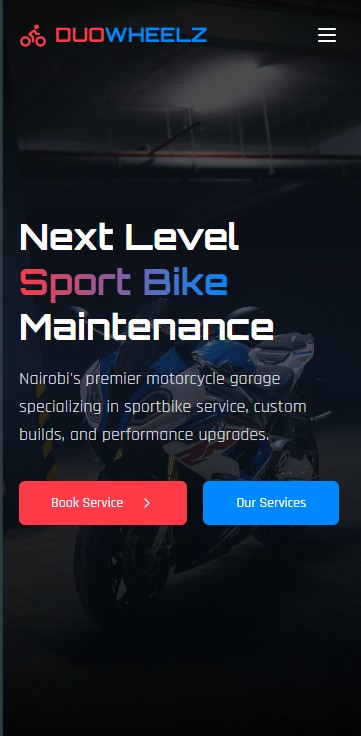 DUOWHEELZ
Next Level
Sport Bike
Maintenance
Nairobi's premier motorcycle garage
specializing in sportbike service, custom
builds, and performance upgrades.
Book Service
Our Services